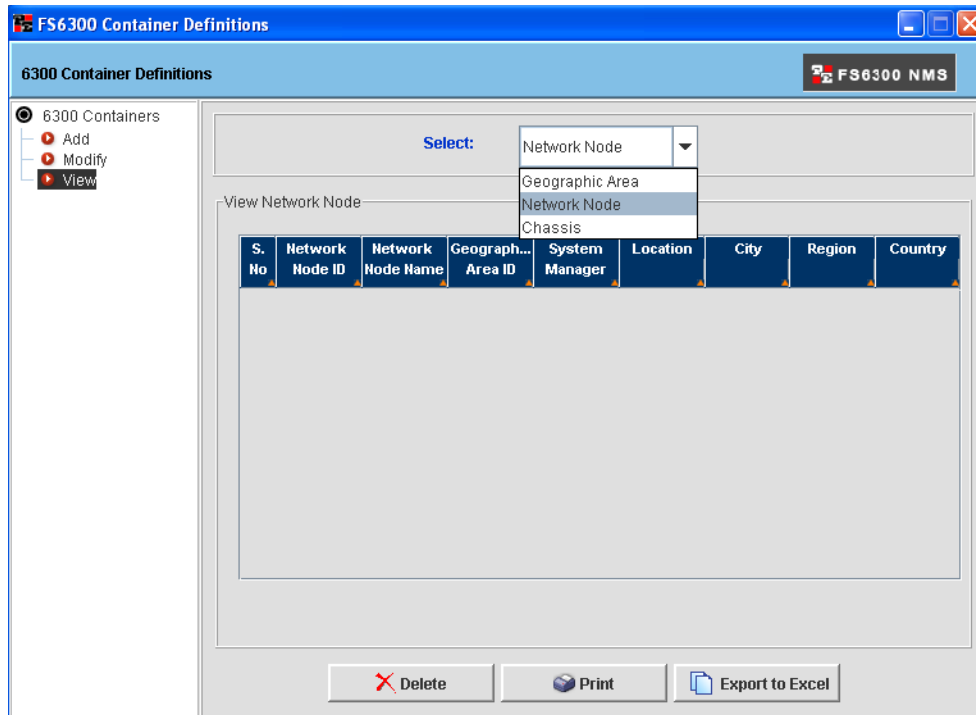 FS6300 Container Definitions
6300 Container Definitions
FS6300 NMS
6300 Containers
Add
Modify
View
Select:
Network Node
Geographic Area
Network Node
Chassis
View Network Node
S. No
Network Node ID
Network Node Name
Geograph... Area ID
System Manager
Location
City
Region
Country
Delete
Print
Export to Excel